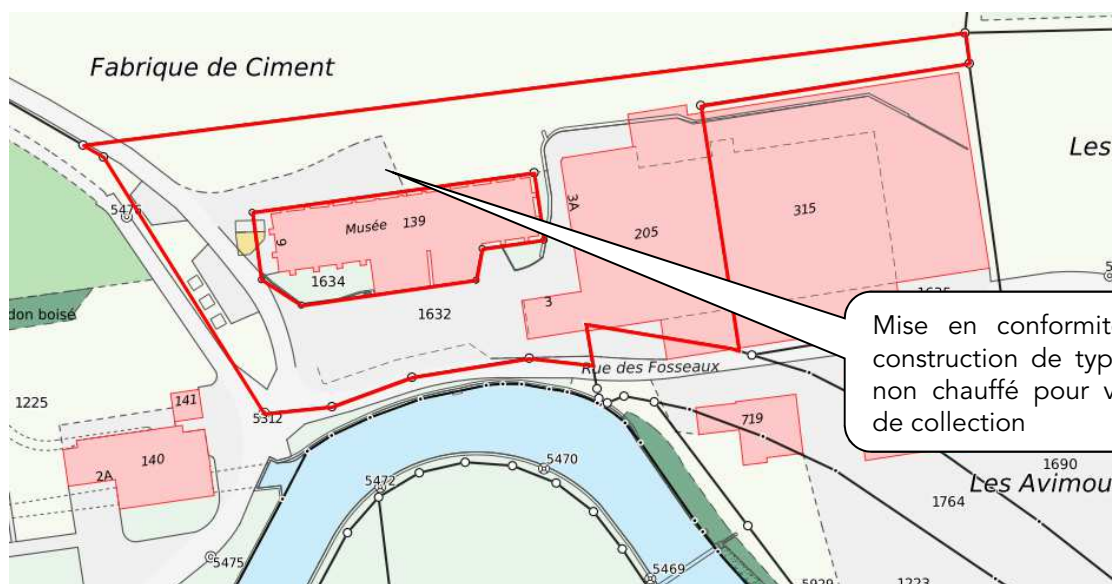 Fabrique de Ciment
Les
5476
Musée 139
9
3A
205
315
1634
1632
3
1635
don boisé
Rue des Fosseaux
Mise en conformit
construction de typ
non chauffé pour v
de collection
1225
141
5312
719
2A
140
5470
5472
1690
Les Avimou
1764
5475
5469
5929
1223